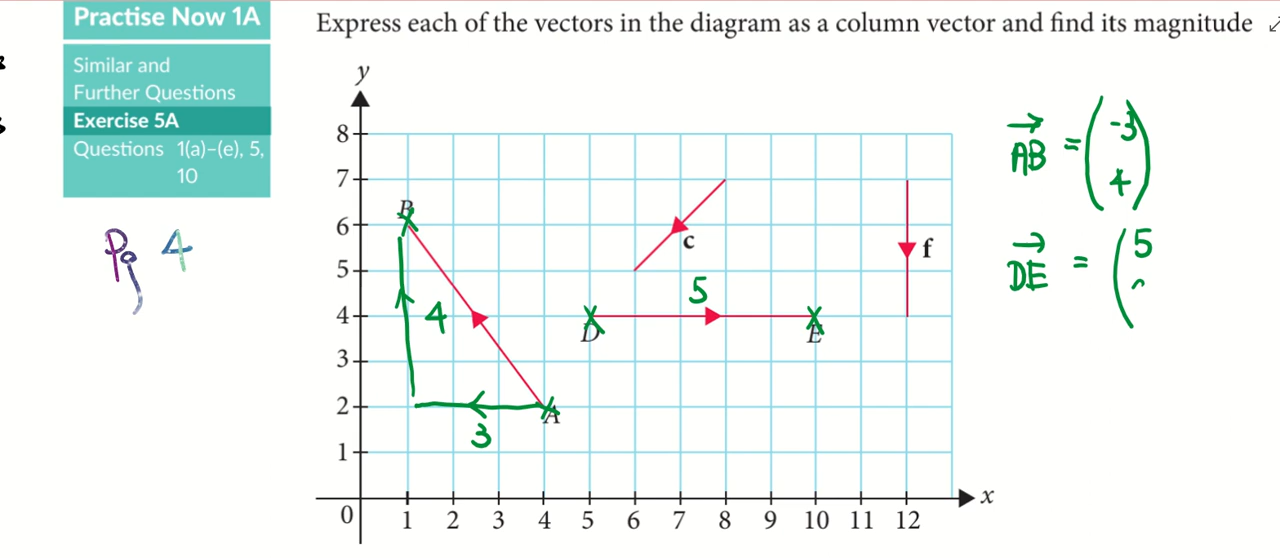 Practise Now 1A
Similar and
Further Questions
Exercise 5A
Questions 1(a)–(e), 5,
10
Pg 4
Express each of the vectors in the diagram as a column vector and find its magnitude
y
8
7
6
5
4
3
2
1
0
1 2 3 4 5 6 7 8 9 10 11 12
x
B
4
3
A
c
5
D
E
f
AB = (-3 4)
DE = (5